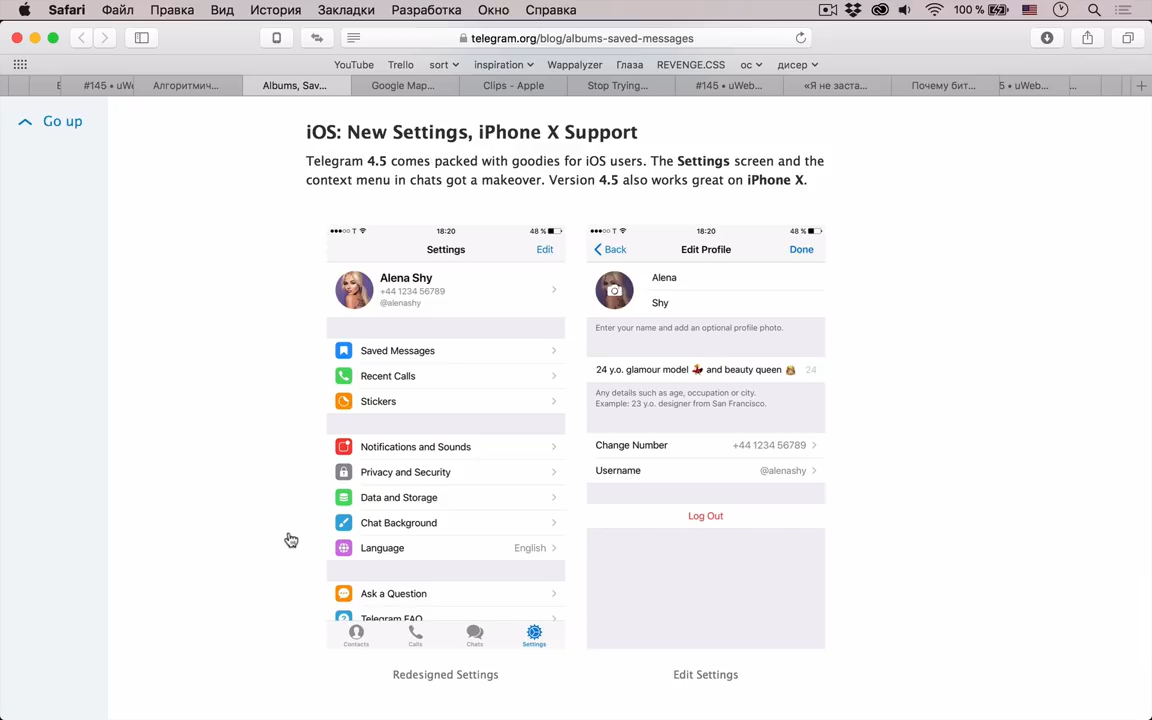 Safari Файл Правка Вид История Закладки Разработка Окно Справка 100 %
telegram.org/blog/albums-saved-messages
YouTube Trello sort inspiration Wappalyzer Глаза REVENGE.CSS ос дисер
#145 • uWe Алгоритмич... Albums, Sav... Google Map... Clips - Apple Stop Trying... #145 • uWeb... «Я не заста... Почему бит... 5 • uWeb... ...
Go up
iOS: New Settings, iPhone X Support
Telegram 4.5 comes packed with goodies for iOS users. The Settings screen and the
context menu in chats got a makeover. Version 4.5 also works great on iPhone X.
T 18:20 48 %
Settings Edit
Alena Shy
+44 1234 56789
@alenashy
Saved Messages
Recent Calls
Stickers
Notifications and Sounds
Privacy and Security
Data and Storage
Chat Background
Language English
Ask a Question
Telegram FAQ
Contacts Calls Chats Settings
Redesigned Settings
T 18:20 48 %
Back Edit Profile Done
Alena
Shy
Enter your name and add an optional profile photo.
24 y.o. glamour model 💃 and beauty queen 👸 24
Any details such as age, occupation or city.
Example: 23 y.o. designer from San Francisco.
Change Number +44 1234 56789
Username @alenashy
Log Out
Edit Settings